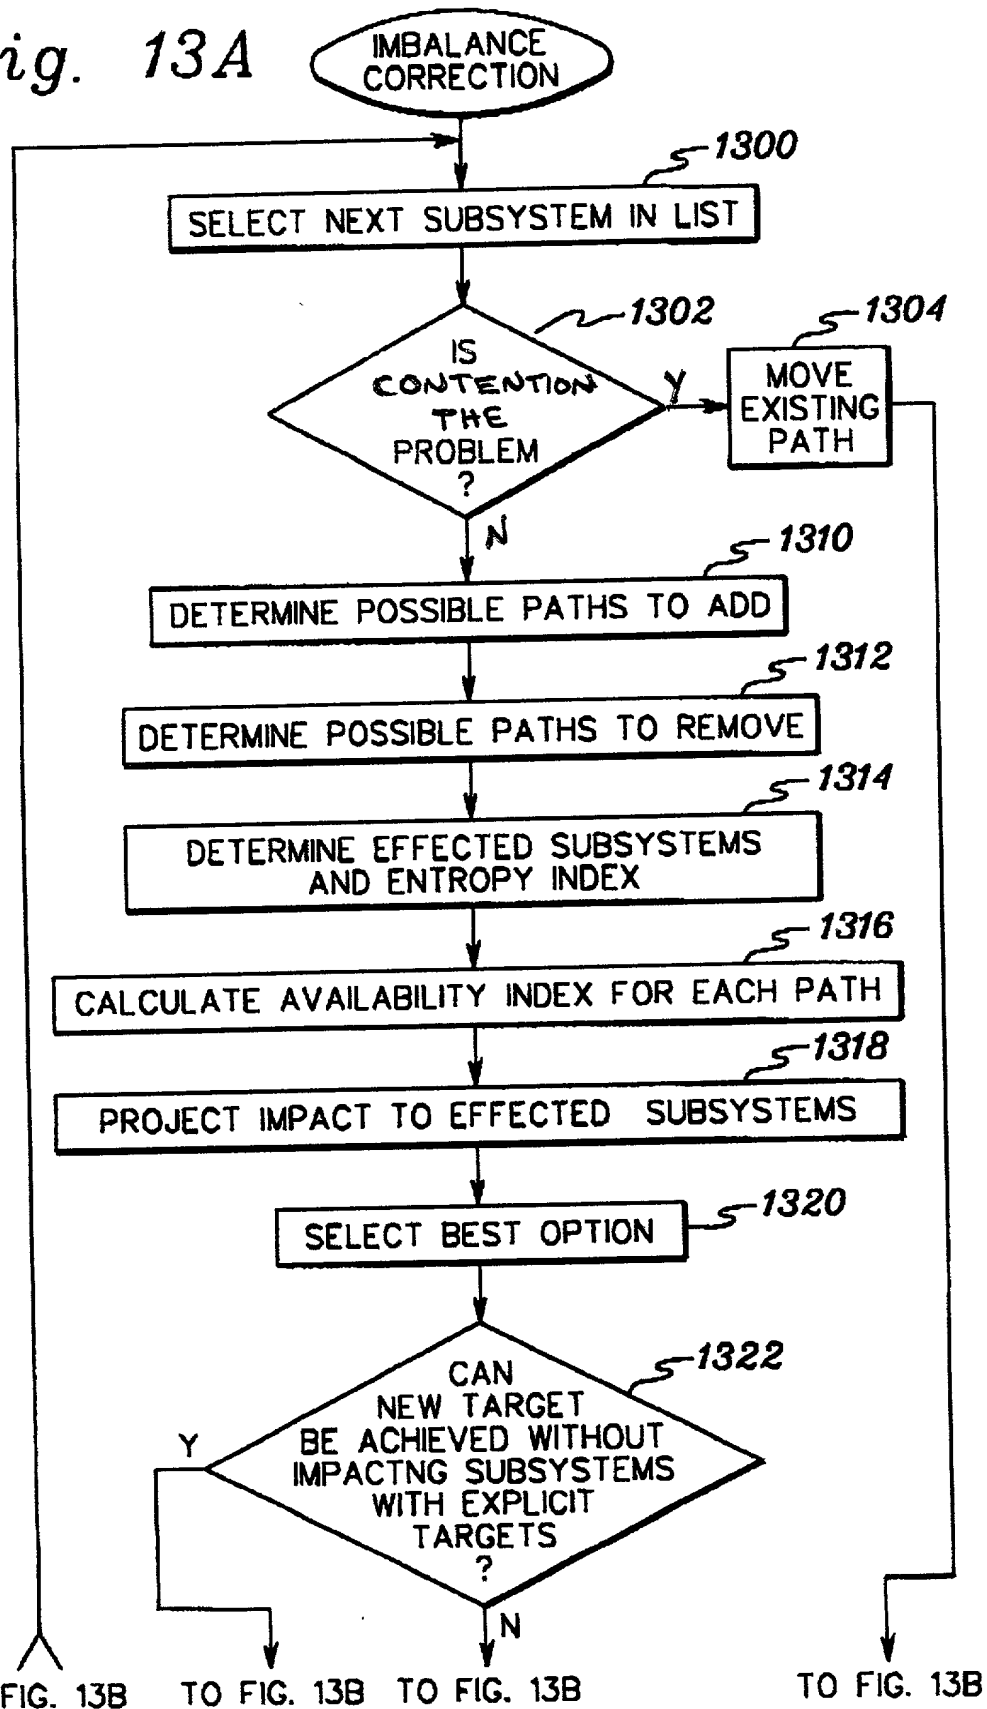 ig. 13A
IMBALANCE
CORRECTION
1300
SELECT NEXT SUBSYSTEM IN LIST
1302
1304
IS
CONTENTION
THE
PROBLEM
?
Y
MOVE
EXISTING
PATH
N
1310
DETERMINE POSSIBLE PATHS TO ADD
1312
DETERMINE POSSIBLE PATHS TO REMOVE
1314
DETERMINE EFFECTED SUBSYSTEMS
AND ENTROPY INDEX
1316
CALCULATE AVAILABILITY INDEX FOR EACH PATH
1318
PROJECT IMPACT TO EFFECTED SUBSYSTEMS
1320
SELECT BEST OPTION
1322
CAN
NEW TARGET
BE ACHIEVED WITHOUT
IMPACTNG SUBSYSTEMS
WITH EXPLICIT
TARGETS
?
Y
N
FIG. 13B
TO FIG. 13B
TO FIG. 13B
TO FIG. 13B